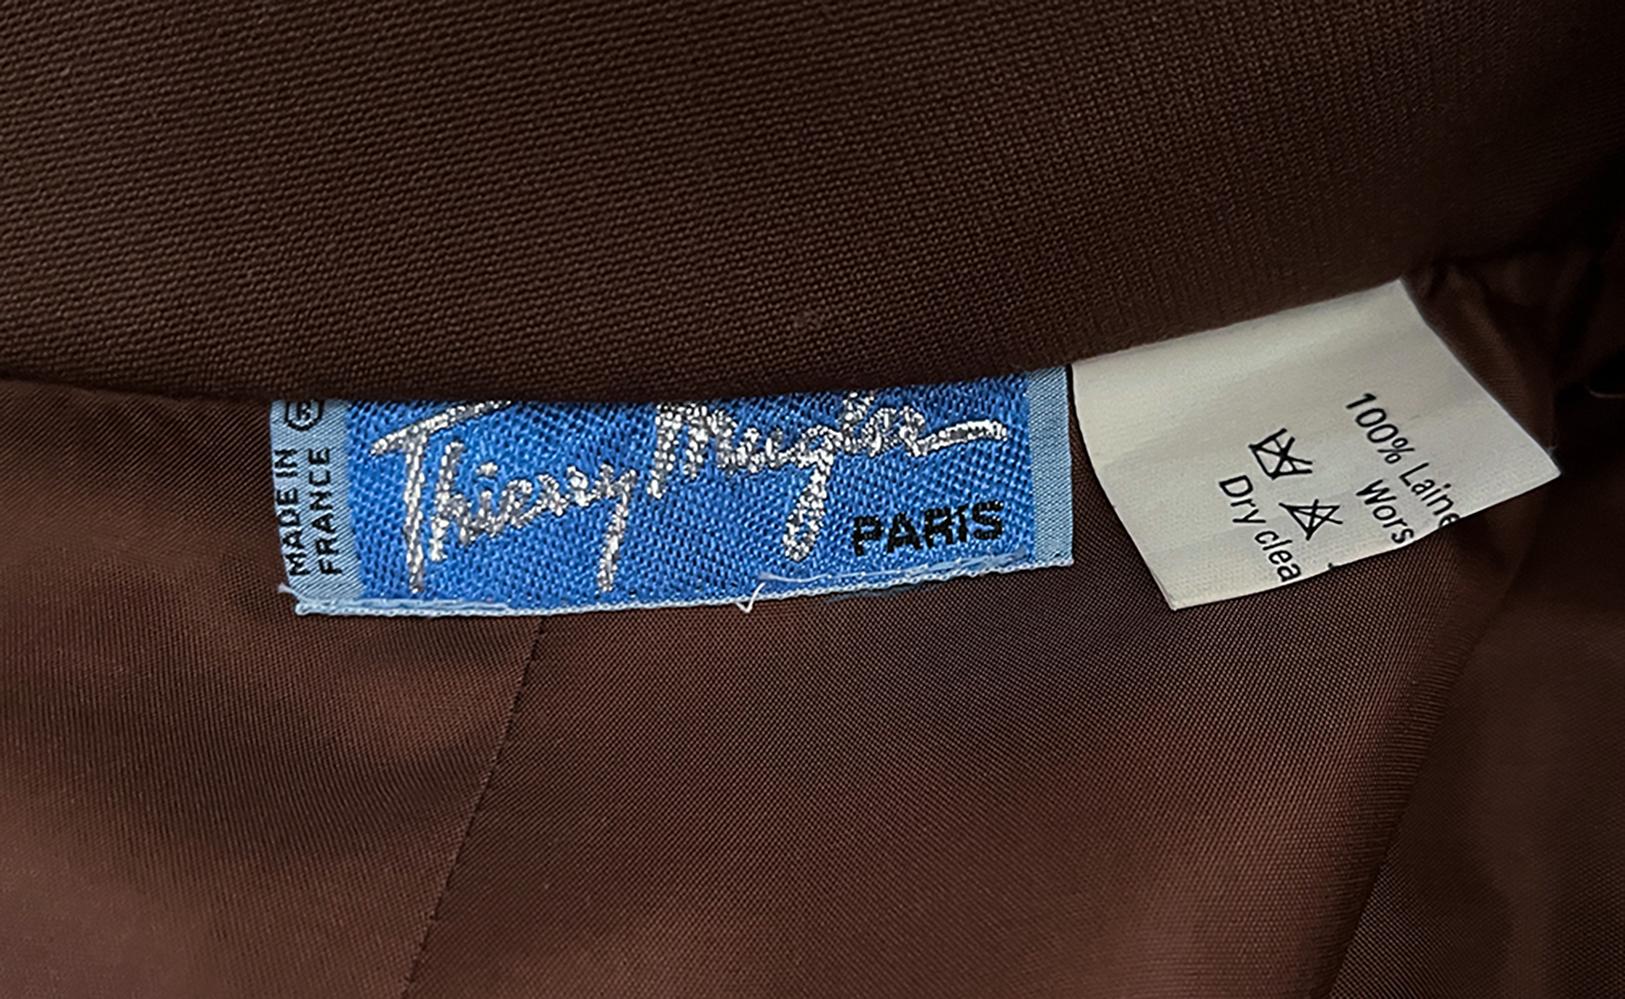 MADE IN
FRANCE
Thierry Mugler
PARIS
100% Laine
Wors
Dry clea